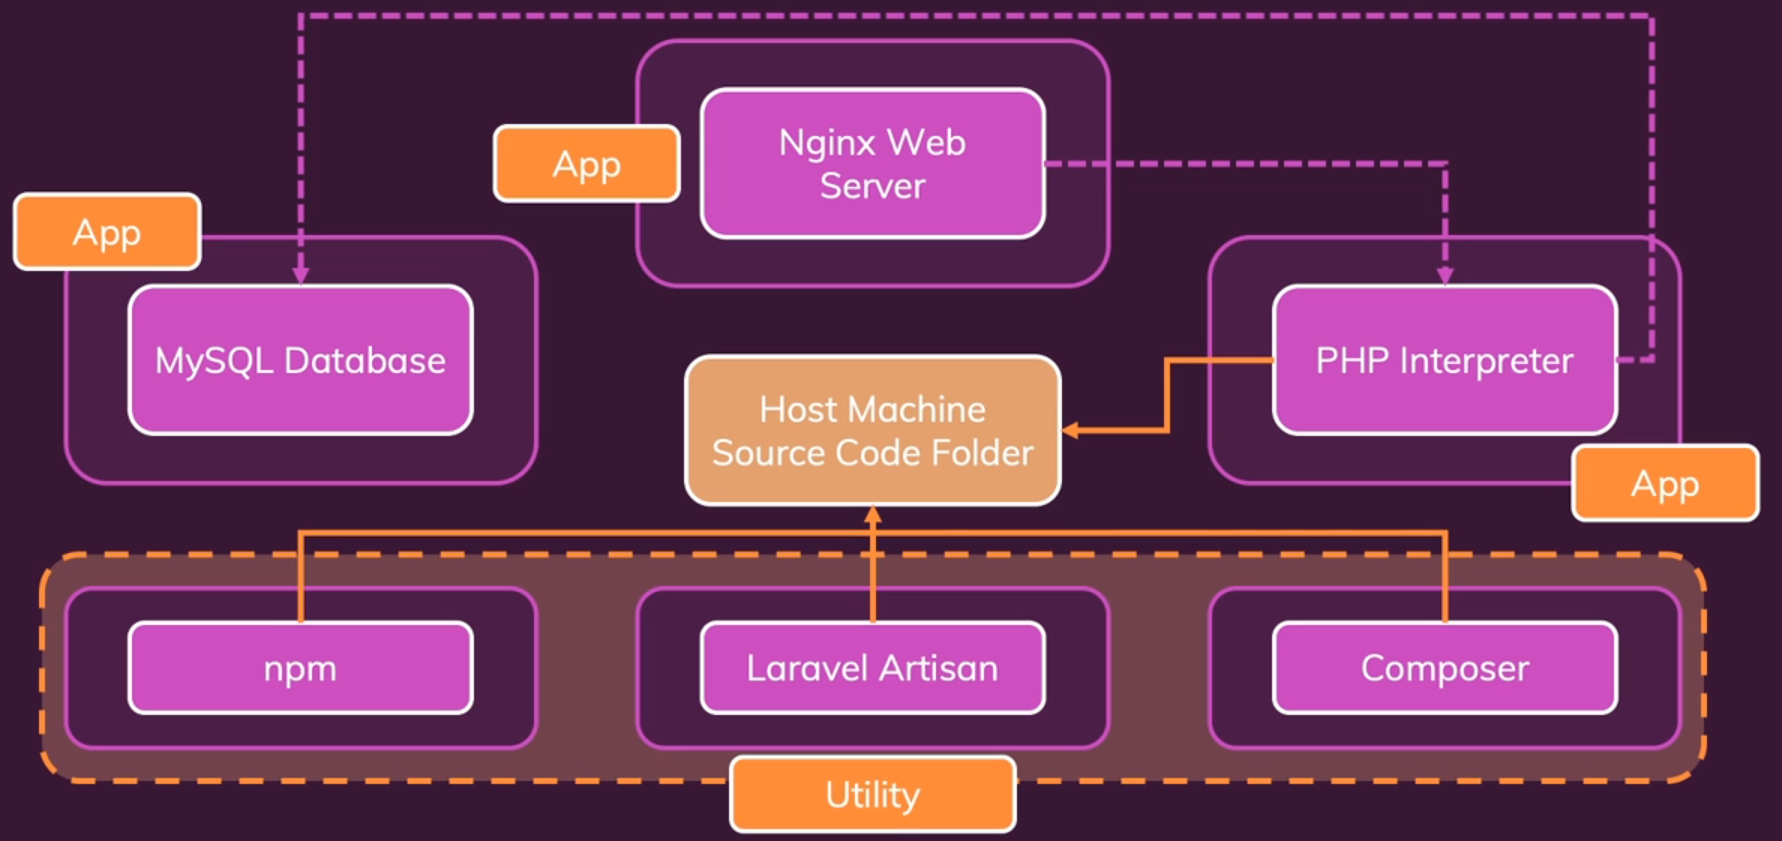 Nginx Web
Server
App
App
MySQL Database
PHP Interpreter
Host Machine
Source Code Folder
App
npm
Laravel Artisan
Composer
Utility